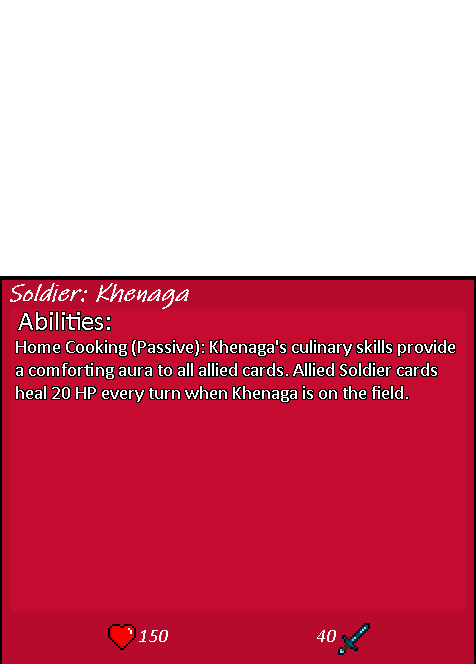 Soldier: Khenaga
Abilities:
Home Cooking (Passive): Khenaga's culinary skills provide
a comforting aura to all allied cards. Allied Soldier cards
heal 20 HP every turn when Khenaga is on the field.
150
40